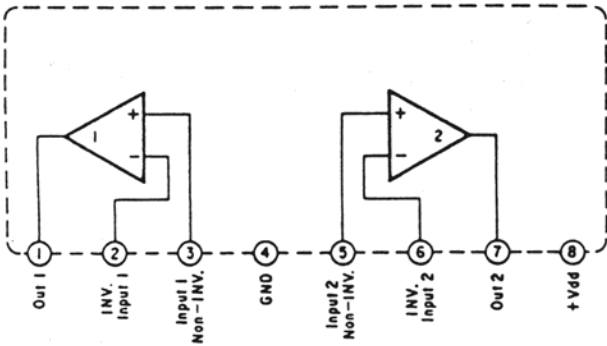 +
1
−
+
2
−
1
2
3
4
5
6
7
8
Out 1
INV.
Input 1
Input 1
Non-INV.
GND
Input 2
Non-INV.
INV.
Input 2
Out 2
+Vdd